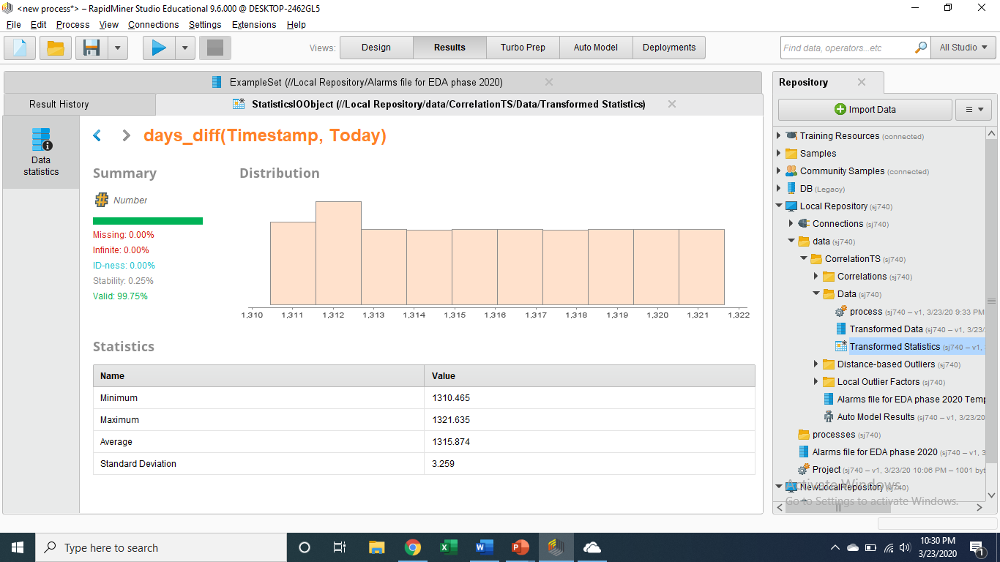 <new process*> – RapidMiner Studio Educational 9.6.000 @ DESKTOP-2462GL5
File Edit Process View Connections Settings Extensions Help
Views: Design Results Turbo Prep Auto Model Deployments Find data, operators...etc All Studio
ExampleSet (//Local Repository/Alarms file for EDA phase 2020)
Result History StatisticsIOObject (//Local Repository/data/CorrelationTS/Data/Transformed Statistics)
Data
statistics
days_diff(Timestamp, Today)
Summary
Number
Missing: 0.00%
Infinite: 0.00%
ID-ness: 0.00%
Stability: 0.25%
Valid: 99.75%
Distribution
1,310 1,311 1,312 1,313 1,314 1,315 1,316 1,317 1,318 1,319 1,320 1,321 1,322
Statistics
Name Value
Minimum 1310.465
Maximum 1321.635
Average 1315.874
Standard Deviation 3.259
Repository
Import Data
Training Resources (connected)
Samples
Community Samples (connected)
DB (Legacy)
Local Repository (sj740)
Connections (sj740)
data (sj740)
CorrelationTS (sj740)
Correlations (sj740)
Data (sj740)
process (sj740 – v1, 3/23/20 9:33 PM
Transformed Data (sj740 – v1, 3/23/
Transformed Statistics (sj740 – v1,
Distance-based Outliers (sj740)
Local Outlier Factors (sj740)
Alarms file for EDA phase 2020 Temp
Auto Model Results (sj740 – v1, 3/23/20
processes (sj740)
Alarms file for EDA phase 2020 (sj740 – v1, 3
Project (sj740 – v1, 3/23/20 10:06 PM – 1001 byt
NewLocalRepository (sj740)
Activate Windows
Go to Settings to activate Windows.
Type here to search
10:30 PM
3/23/2020
1